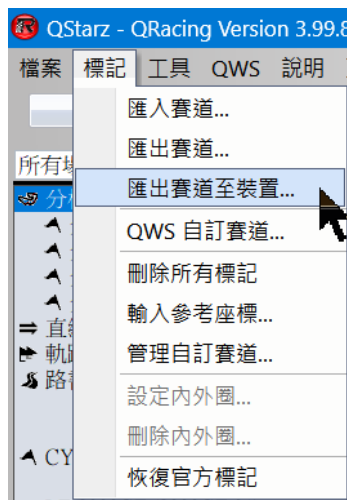 QStarz - QRacing Version 3.99.8
檔案 標記 工具 QWS 說明
匯入賽道...
匯出賽道...
所有
匯出賽道至裝置...
分
QWS 自訂賽道...
刪除所有標記
輸入參考座標...
直
管理自訂賽道...
軌
路
設定內外圈...
刪除內外圈...
CY
恢復官方標記